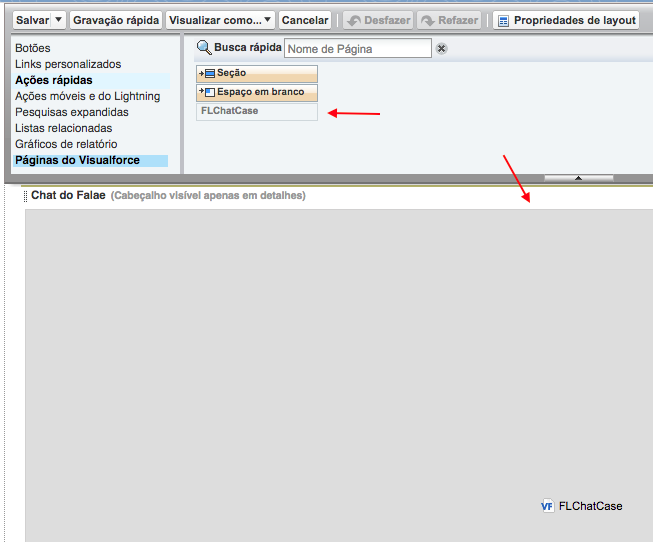 Salvar Gravação rápida Visualizar como... Cancelar Desfazer Refazer Propriedades de layout
Botões
Links personalizados
Ações rápidas
Ações móveis e do Lightning
Pesquisas expandidas
Listas relacionadas
Gráficos de relatório
Páginas do Visualforce
Busca rápida Nome de Página
Seção
Espaço em branco
FLChatCase
Chat do Falae (Cabeçalho visível apenas em detalhes)
VF FLChatCase